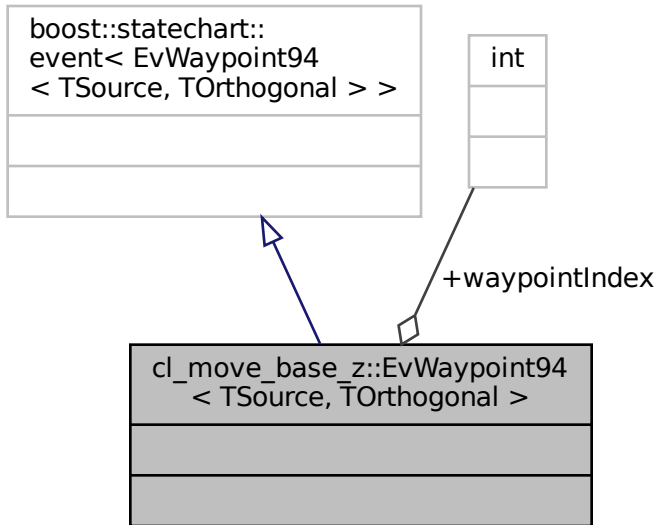 boost::statechart::
event< EvWaypoint94
< TSource, TOrthogonal > >
int
+waypointIndex
cl_move_base_z::EvWaypoint94
< TSource, TOrthogonal >